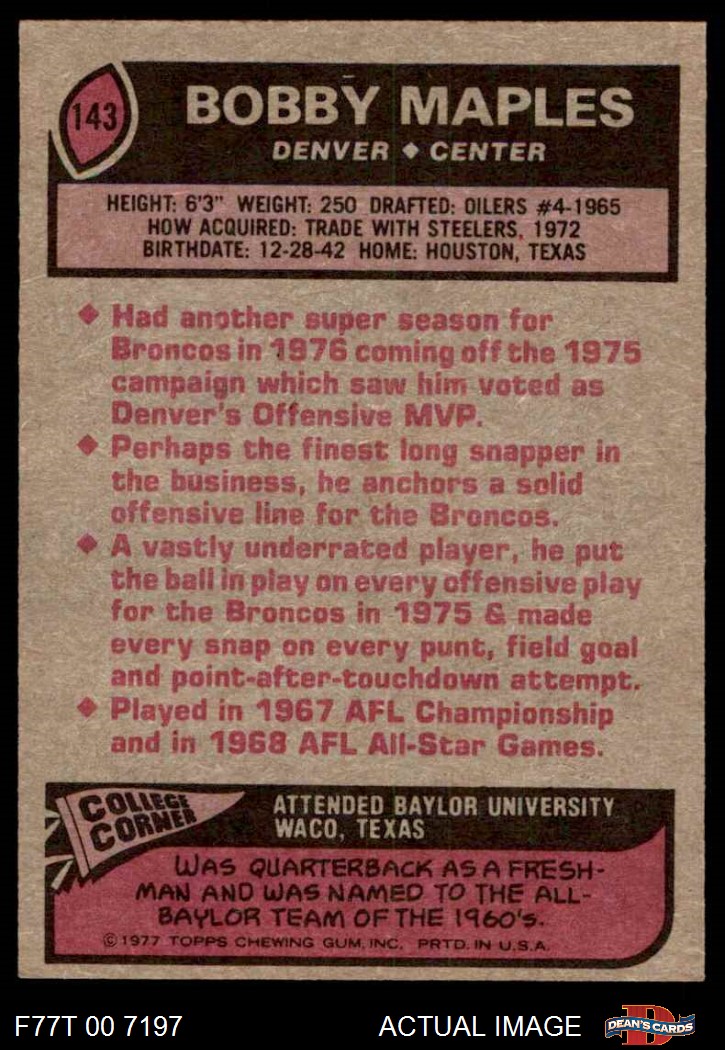 143
BOBBY MAPLES
DENVER ◆ CENTER
HEIGHT: 6'3" WEIGHT: 250 DRAFTED: OILERS #4-1965
HOW ACQUIRED: TRADE WITH STEELERS, 1972
BIRTHDATE: 12-28-42 HOME: HOUSTON, TEXAS
◆ Had another super season for
Broncos in 1976 coming off the 1975
campaign which saw him voted as
Denver's Offensive MVP.
◆ Perhaps the finest long snapper in
the business, he anchors a solid
offensive line for the Broncos.
◆ A vastly underrated player, he put
the ball in play on every offensive play
for the Broncos in 1975 & made
every snap on every punt, field goal
and point-after-touchdown attempt.
◆ Played in 1967 AFL Championship
and in 1968 AFL All-Star Games.
COLLEGE
CORNER
ATTENDED BAYLOR UNIVERSITY
WACO, TEXAS
WAS QUARTERBACK AS A FRESH-
MAN AND WAS NAMED TO THE ALL-
BAYLOR TEAM OF THE 1960's.
© 1977 TOPPS CHEWING GUM, INC. PRTD. IN U.S.A.
F77T 00 7197
ACTUAL IMAGE
D
DEAN'S CARDS